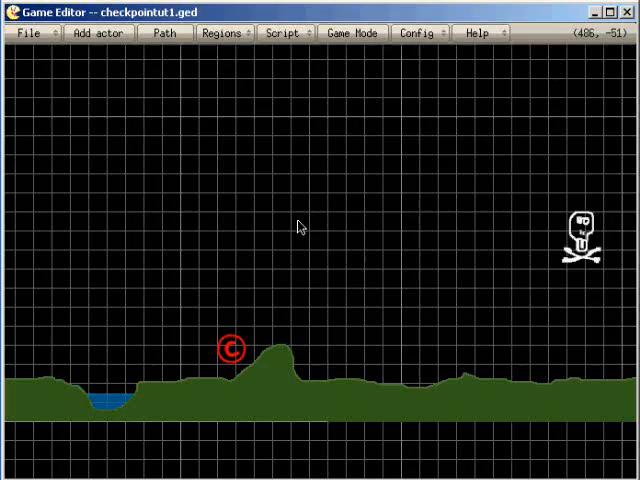 Game Editor -- checkpointut1.ged
File Add actor Path Regions Script Game Mode Config Help (486, -51)
©